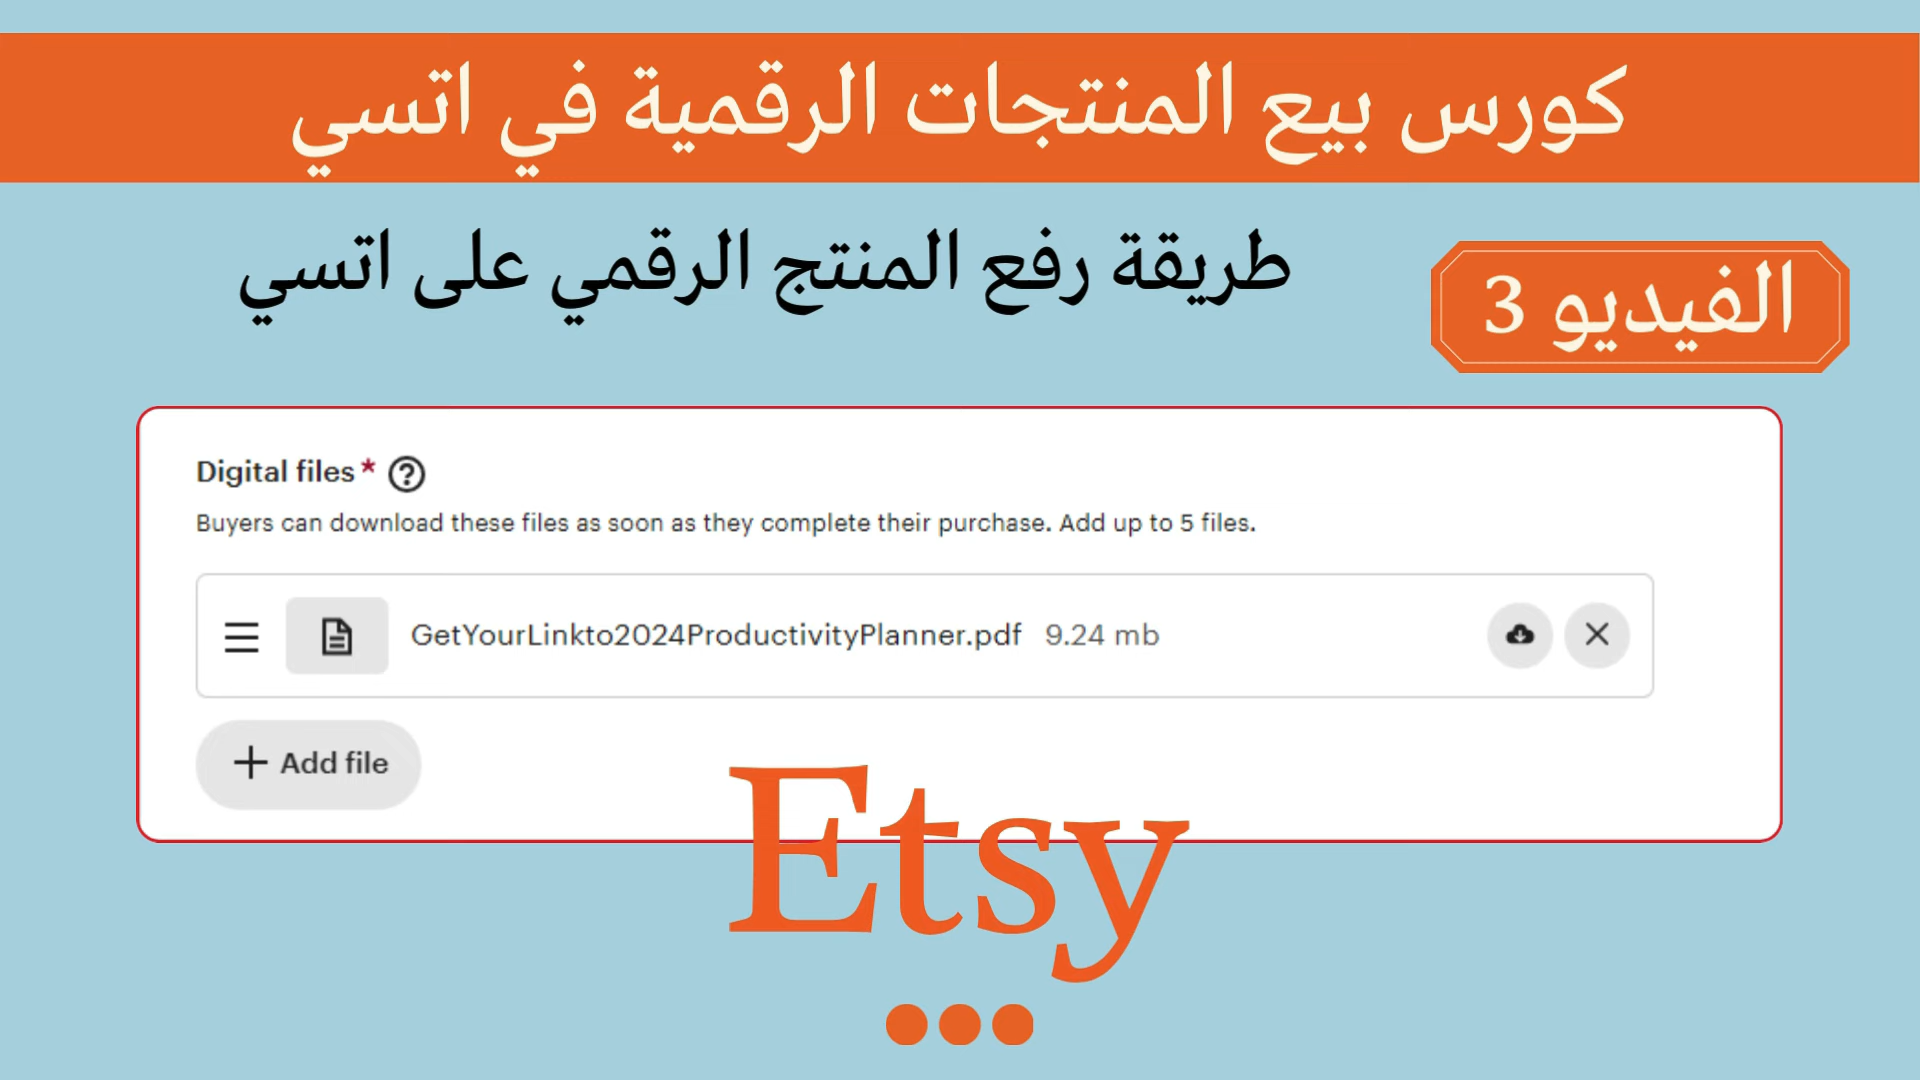 كورس بيع المنتجات الرقمية في اتسي
طريقة رفع المنتج الرقمي على اتسي
الفيديو 3
Digital files*
Buyers can download these files as soon as they complete their purchase. Add up to 5 files.
GetYourLinkto2024ProductivityPlanner.pdf 9.24 mb
+ Add file
Etsy